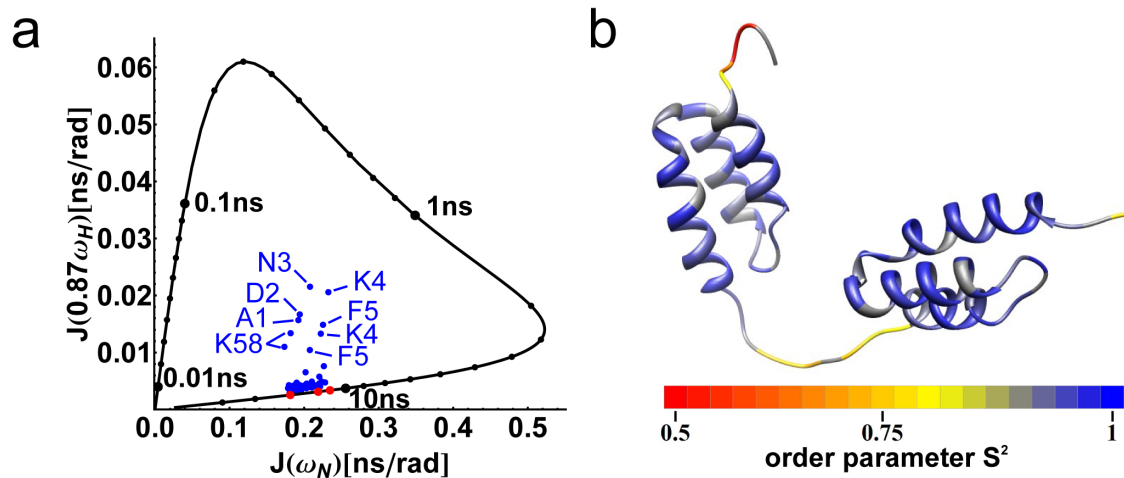 a
b
J(0.87ω_H)[ns/rad]
0.06
0.05
0.04
0.03
0.02
0.01
0.1ns
1ns
N3
K4
D2
F5
A1
K4
K58
F5
0.01ns
10ns
0.0 0.1 0.2 0.3 0.4 0.5
J(ω_N)[ns/rad]
0.5 0.75 1
order parameter S²